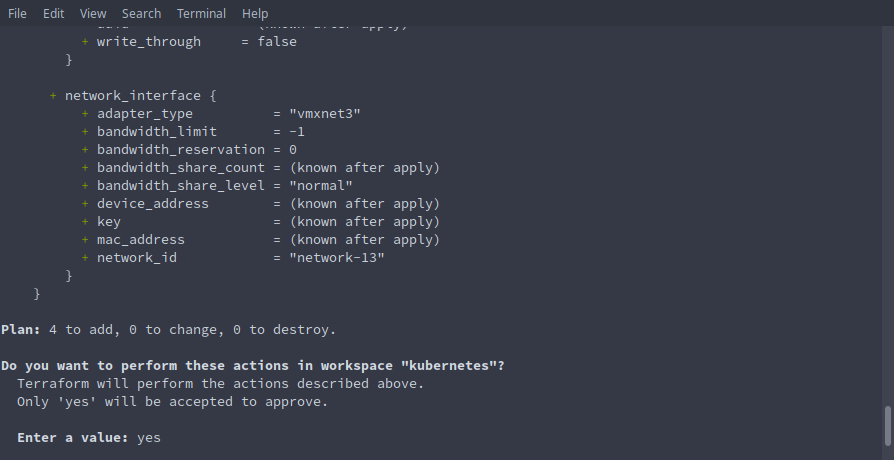 File Edit View Search Terminal Help
+ write_through = false
}
+ network_interface {
+ adapter_type = "vmxnet3"
+ bandwidth_limit = -1
+ bandwidth_reservation = 0
+ bandwidth_share_count = (known after apply)
+ bandwidth_share_level = "normal"
+ device_address = (known after apply)
+ key = (known after apply)
+ mac_address = (known after apply)
+ network_id = "network-13"
}
}
Plan: 4 to add, 0 to change, 0 to destroy.
Do you want to perform these actions in workspace "kubernetes"?
Terraform will perform the actions described above.
Only 'yes' will be accepted to approve.
Enter a value: yes